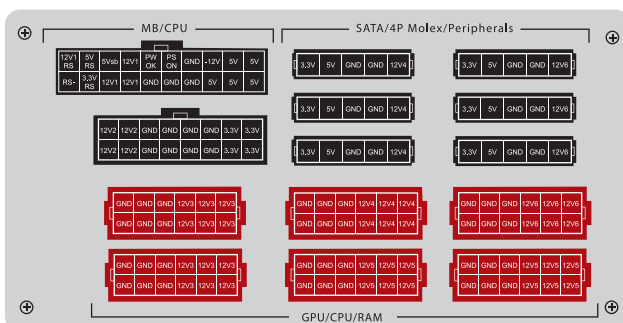 MB/CPU SATA/4P Molex/Peripherals
12V1 RS 5V RS 5Vsb 12V1 PW OK PS ON GND -12V 5V 5V
RS- 3,3V RS 12V1 12V1 GND GND GND 5V 5V 5V
3,3V 5V GND GND 12V4
3,3V 5V GND GND 12V6
3,3V 5V GND GND 12V4
3,3V 5V GND GND 12V6
12V2 12V2 GND GND GND GND 3.3V 3.3V
12V2 12V2 GND GND GND GND 3.3V 3.3V
3,3V 5V GND GND 12V4
3,3V 5V GND GND 12V6
GND GND GND 12V3 12V3 12V3
GND GND GND 12V3 12V3 12V3
GND GND GND 12V4 12V4 12V4
GND GND GND 12V4 12V4 12V4
GND GND GND 12V6 12V6 12V6
GND GND GND 12V6 12V6 12V6
GND GND GND 12V3 12V3 12V3
GND GND GND 12V3 12V3 12V3
GND GND GND 12V5 12V5 12V5
GND GND GND 12V5 12V5 12V5
GND GND GND 12V5 12V5 12V5
GND GND GND 12V5 12V5 12V5
GPU/CPU/RAM